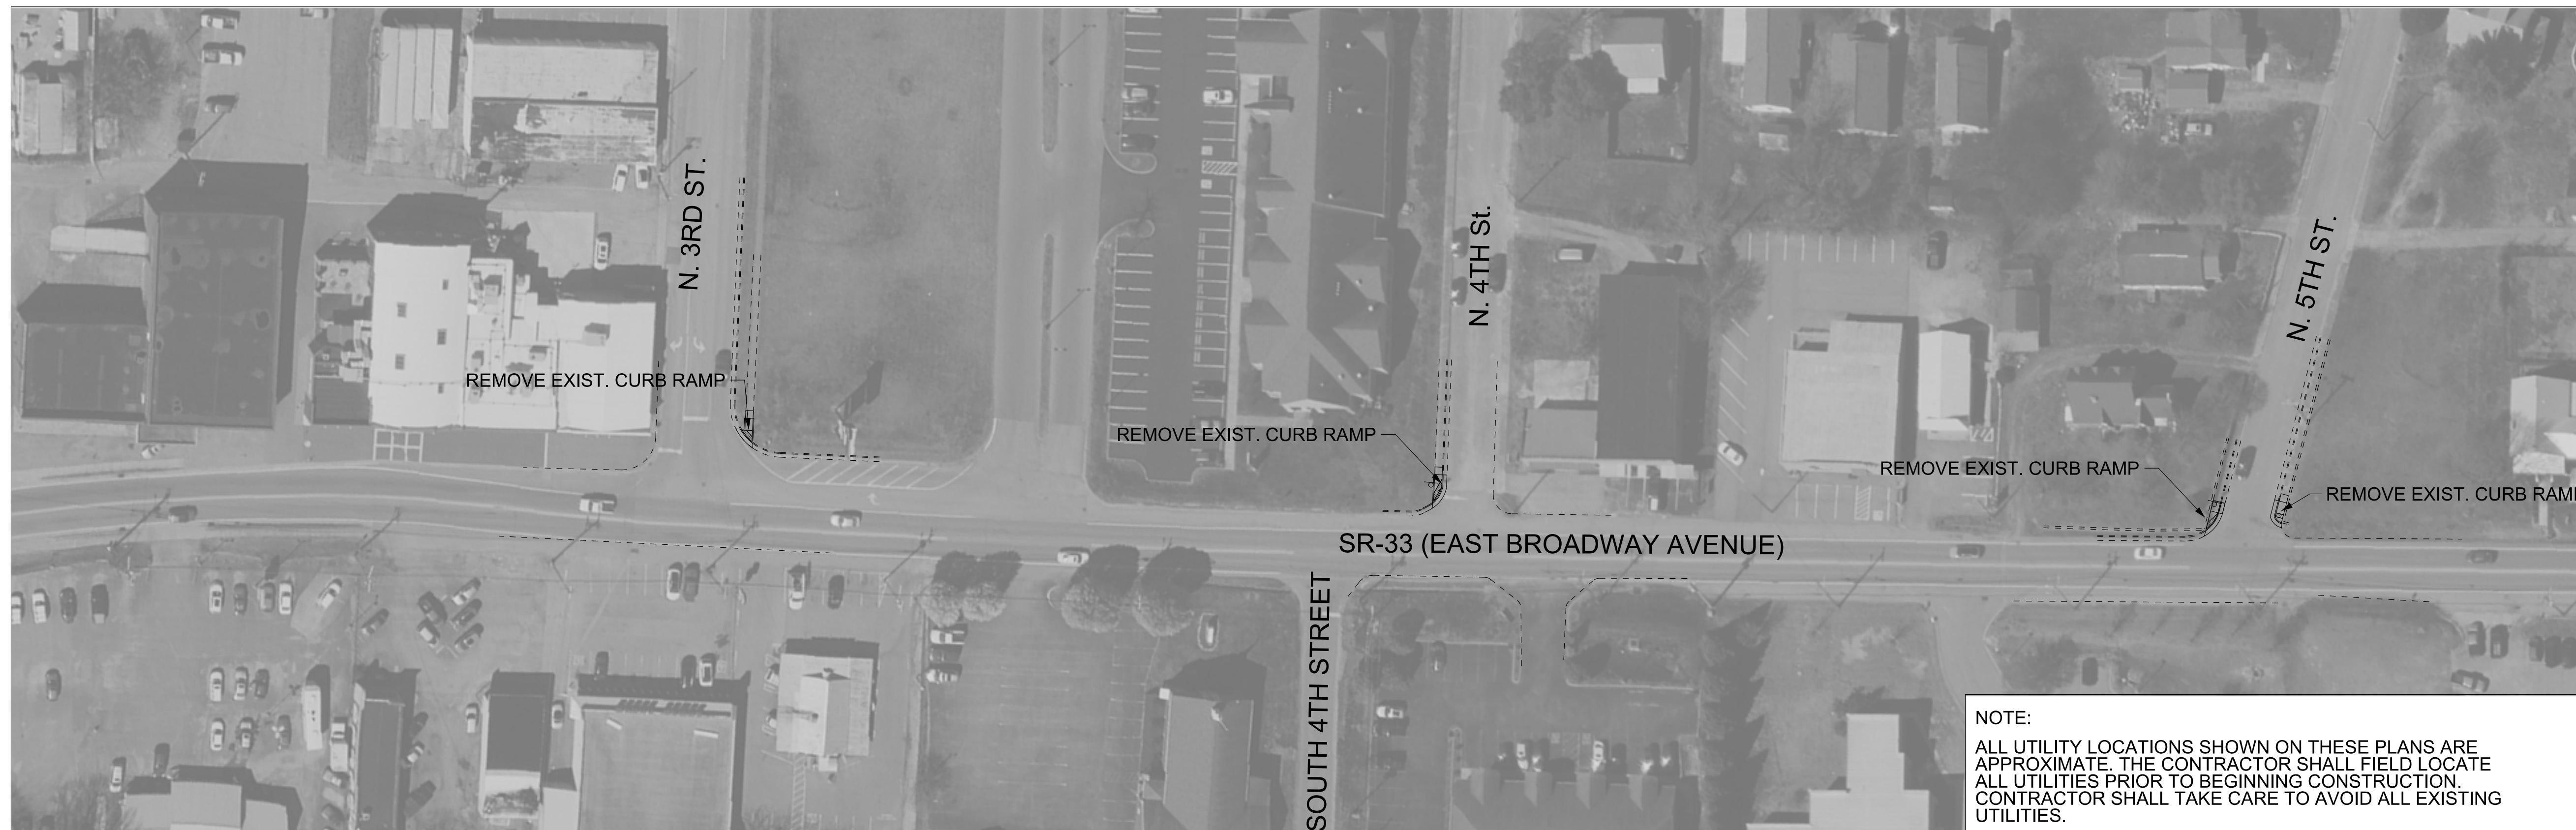 N. 3RD ST.
N. 4TH St.
N. 5TH ST.
REMOVE EXIST. CURB RAMP
REMOVE EXIST. CURB RAMP
REMOVE EXIST. CURB RAMP
REMOVE EXIST. CURB RAM
SR-33 (EAST BROADWAY AVENUE)
SOUTH 4TH STREET
NOTE:
ALL UTILITY LOCATIONS SHOWN ON THESE PLANS ARE
APPROXIMATE. THE CONTRACTOR SHALL FIELD LOCATE
ALL UTILITIES PRIOR TO BEGINNING CONSTRUCTION.
CONTRACTOR SHALL TAKE CARE TO AVOID ALL EXISTING
UTILITIES.